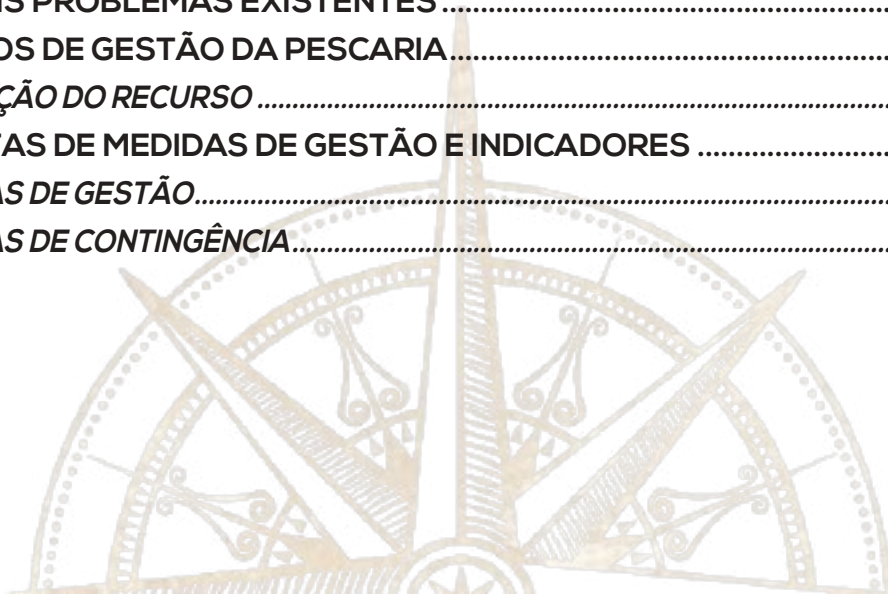 IS PROBLEMAS EXISTENTES
OS DE GESTÃO DA PESCARIA
ÇÃO DO RECURSO
TAS DE MEDIDAS DE GESTÃO E INDICADORES
AS DE GESTÃO
AS DE CONTINGÊNCIA